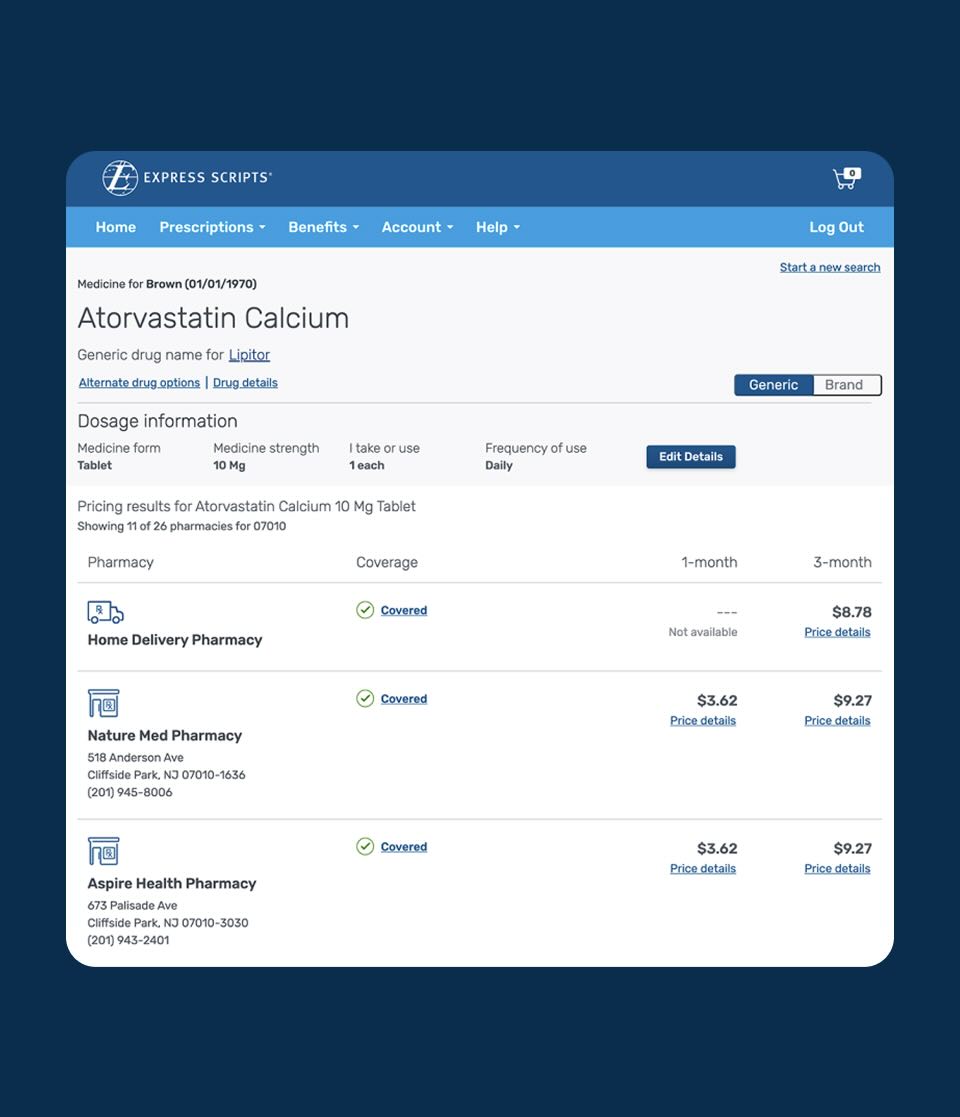 EXPRESS SCRIPTS®
0
Home Prescriptions Benefits Account Help Log Out
Start a new search
Medicine for Brown (01/01/1970)
Atorvastatin Calcium
Generic drug name for Lipitor
Alternate drug options | Drug details
Generic Brand
Dosage information
Medicine form Medicine strength I take or use Frequency of use
Tablet 10 Mg 1 each Daily
Edit Details
Pricing results for Atorvastatin Calcium 10 Mg Tablet
Showing 11 of 26 pharmacies for 07010
Pharmacy Coverage 1-month 3-month
Covered --- $8.78
Not available Price details
Home Delivery Pharmacy
Covered $3.62 $9.27
Price details Price details
Nature Med Pharmacy
518 Anderson Ave
Cliffside Park, NJ 07010-1636
(201) 945-8006
Covered $3.62 $9.27
Price details Price details
Aspire Health Pharmacy
673 Palisade Ave
Cliffside Park, NJ 07010-3030
(201) 943-2401